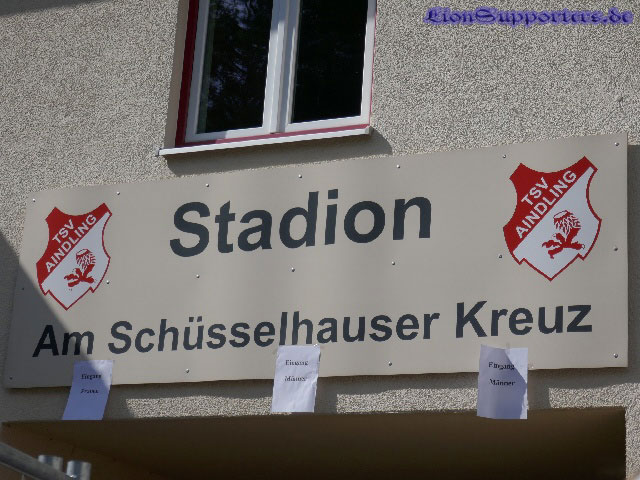 LionSupporters.de
Stadion
TSV
AINDLING
TSV
AINDLING
Am Schüsselhauser Kreuz
Eingang
Frauen
Eingang
Männer
Eingang
Männer